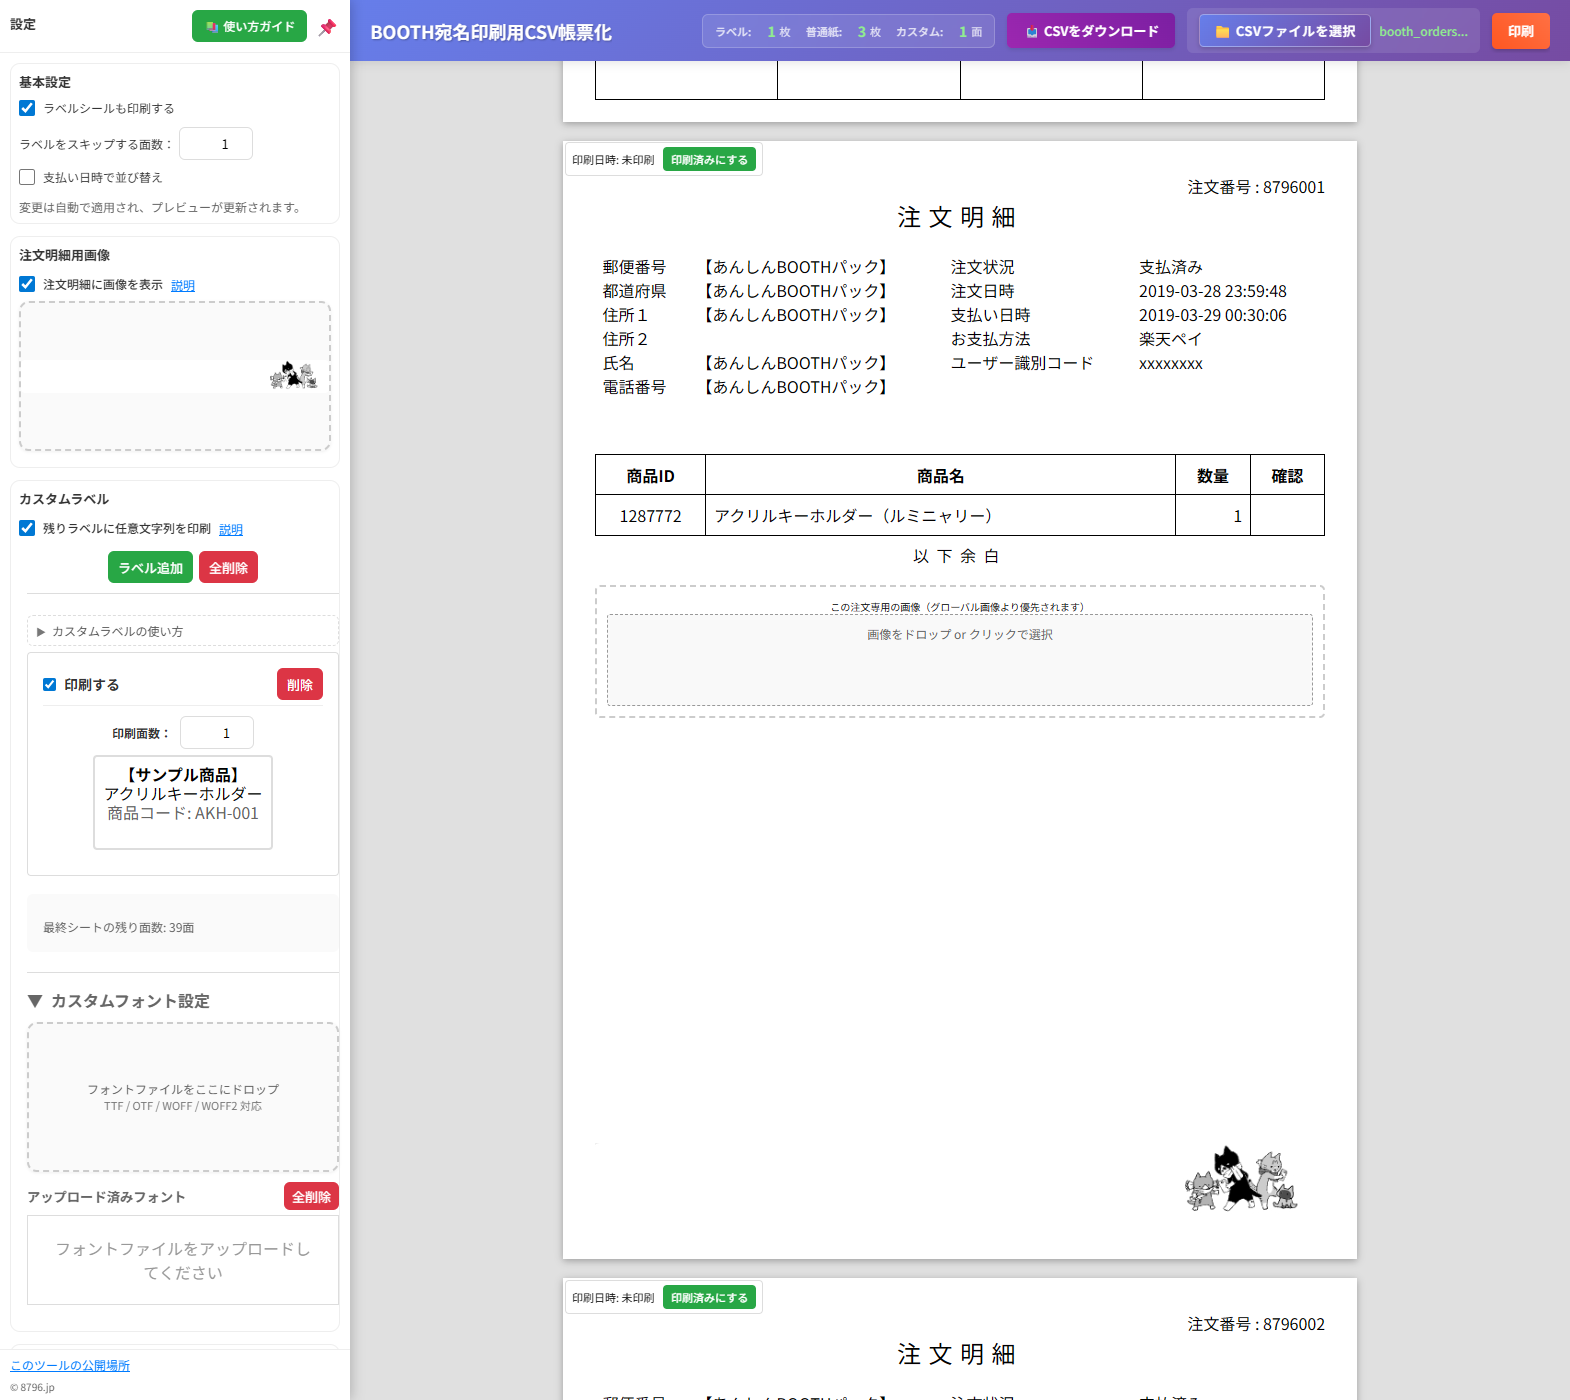 設定
使い方ガイド
基本設定
ラベルシールも印刷する
ラベルをスキップする面数： 1
支払い日時で並び替え
変更は自動で適用され、プレビューが更新されます。
注文明細用画像
注文明細に画像を表示 説明
カスタムラベル
残りラベルに任意文字列を印刷 説明
ラベル追加 全削除
▶ カスタムラベルの使い方
印刷する 削除
印刷面数： 1
【サンプル商品】
アクリルキーホルダー
商品コード: AKH-001
最終シートの残り面数: 39面
▼ カスタムフォント設定
フォントファイルをここにドロップ
TTF / OTF / WOFF / WOFF2 対応
アップロード済みフォント 全削除
フォントファイルをアップロードし
てください
このツールの公開場所
© 8796.jp
BOOTH宛名印刷用CSV帳票化
ラベル: 1 枚 普通紙: 3 枚 カスタム: 1 面
CSVをダウンロード
CSVファイルを選択 booth_orders...
印刷
印刷日時: 未印刷 印刷済みにする
注文番号 : 8796001
注文明細
郵便番号 【あんしんBOOTHパック】 注文状況 支払済み
都道府県 【あんしんBOOTHパック】 注文日時 2019-03-28 23:59:48
住所１ 【あんしんBOOTHパック】 支払い日時 2019-03-29 00:30:06
住所２ お支払方法 楽天ペイ
氏名 【あんしんBOOTHパック】 ユーザー識別コード xxxxxxxx
電話番号 【あんしんBOOTHパック】
商品ID 商品名 数量 確認
1287772 アクリルキーホルダー（ルミニャリー） 1
以下余白
この注文専用の画像（グローバル画像より優先されます）
画像をドロップ or クリックで選択
印刷日時: 未印刷 印刷済みにする
注文番号 : 8796002
注文明細
郵便番号 【あんしんBOOTHパック】 注文状況 支払済み